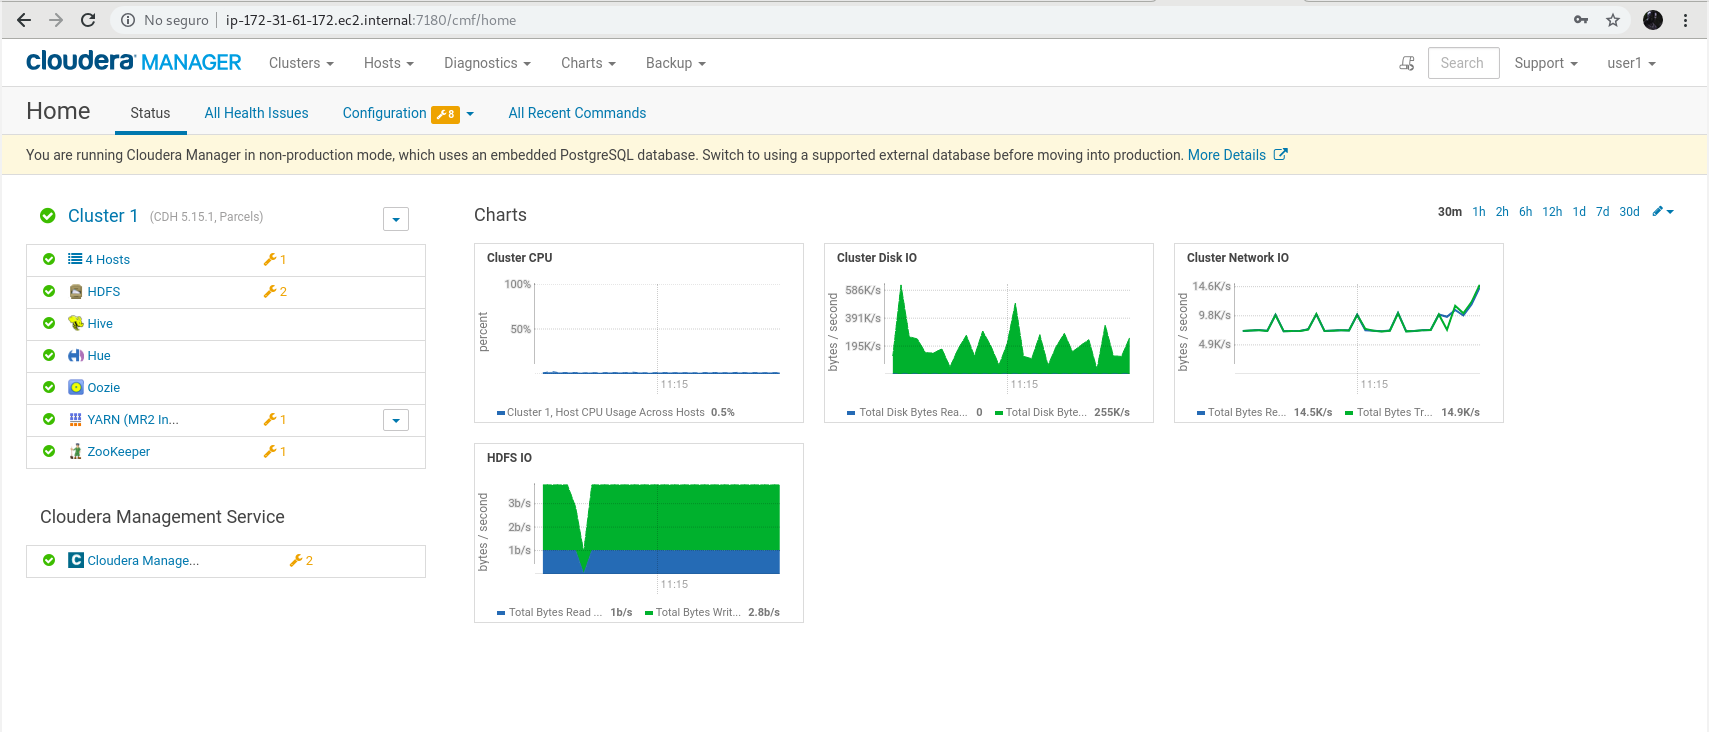 No seguro ip-172-31-61-172.ec2.internal:7180/cmf/home
cloudera MANAGER Clusters Hosts Diagnostics Charts Backup Search Support user1
Home Status All Health Issues Configuration 8 All Recent Commands
You are running Cloudera Manager in non-production mode, which uses an embedded PostgreSQL database. Switch to using a supported external database before moving into production. More Details
Cluster 1 (CDH 5.15.1, Parcels)
4 Hosts 1
HDFS 2
Hive
Hue
Oozie
YARN (MR2 In... 1
ZooKeeper 1
Cloudera Management Service
C Cloudera Manage... 2
Charts
30m 1h 2h 6h 12h 1d 7d 30d
Cluster CPU
percent
100%
50%
11:15
Cluster 1, Host CPU Usage Across Hosts 0.5%
Cluster Disk IO
bytes / second
586K/s
391K/s
195K/s
11:15
Total Disk Bytes Rea... 0 Total Disk Byte... 255K/s
Cluster Network IO
bytes / second
14.6K/s
9.8K/s
4.9K/s
11:15
Total Bytes Re... 14.5K/s Total Bytes Tr... 14.9K/s
HDFS IO
bytes / second
3b/s
2b/s
1b/s
11:15
Total Bytes Read ... 1b/s Total Bytes Writ... 2.8b/s